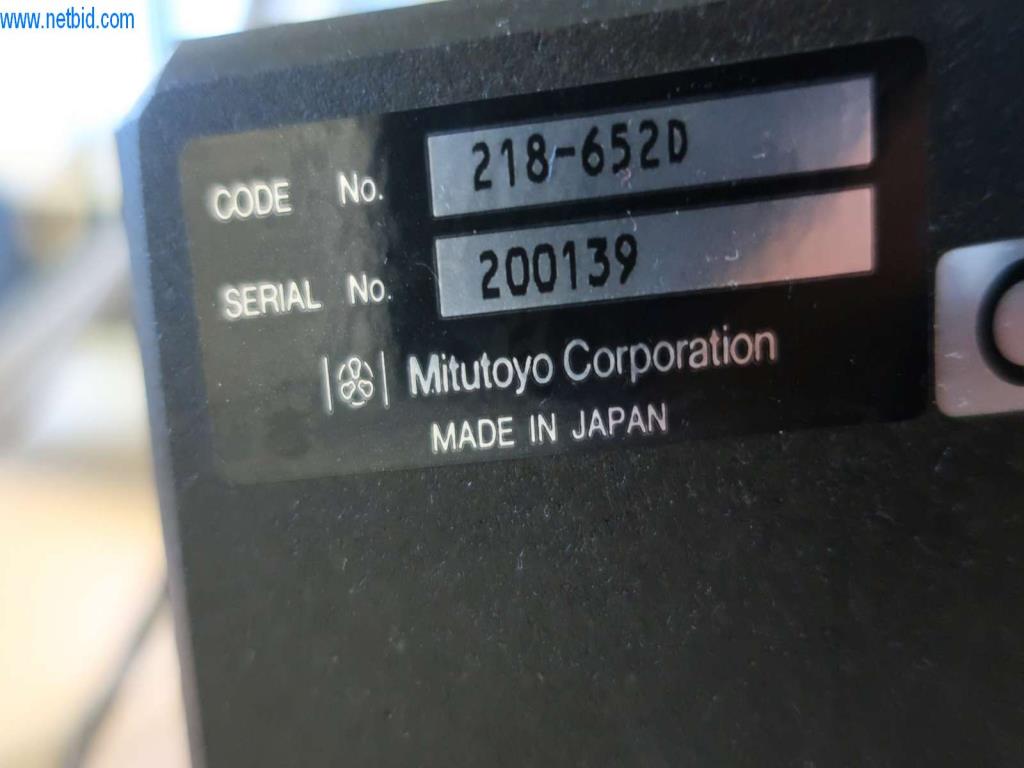 www.netbid.com
CODE No. 218-652D
SERIAL No. 200139
Mitutoyo Corporation
MADE IN JAPAN